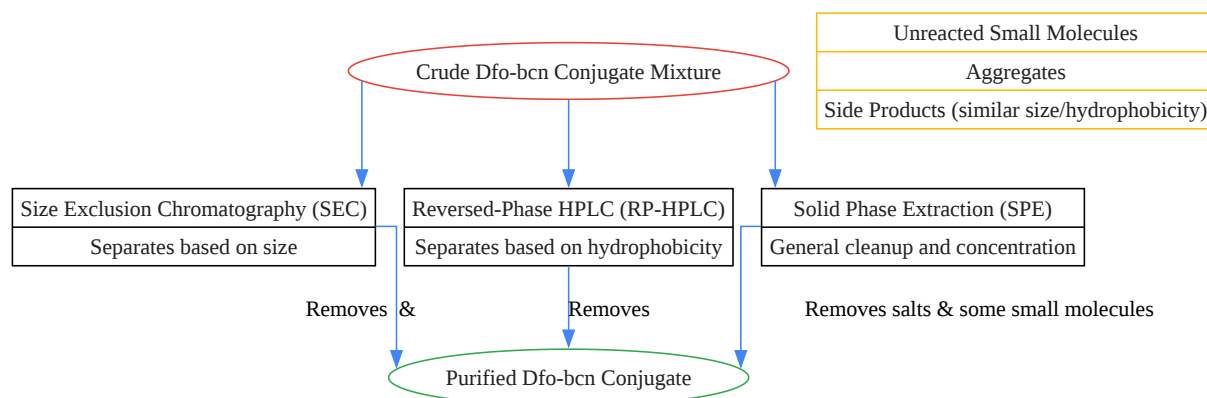 Unreacted Small Molecules
Aggregates
Side Products (similar size/hydrophobicity)
Crude Dfo-bcn Conjugate Mixture
Size Exclusion Chromatography (SEC)
Separates based on size
Reversed-Phase HPLC (RP-HPLC)
Separates based on hydrophobicity
Solid Phase Extraction (SPE)
General cleanup and concentration
Removes &
Removes
Removes salts & some small molecules
Purified Dfo-bcn Conjugate